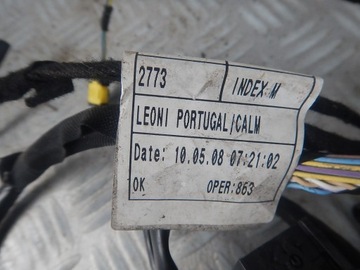 2773 INDEX:M
LEONI PORTUGAL/CALM
Date: 10.05.08 07:21:02
OK OPER:863